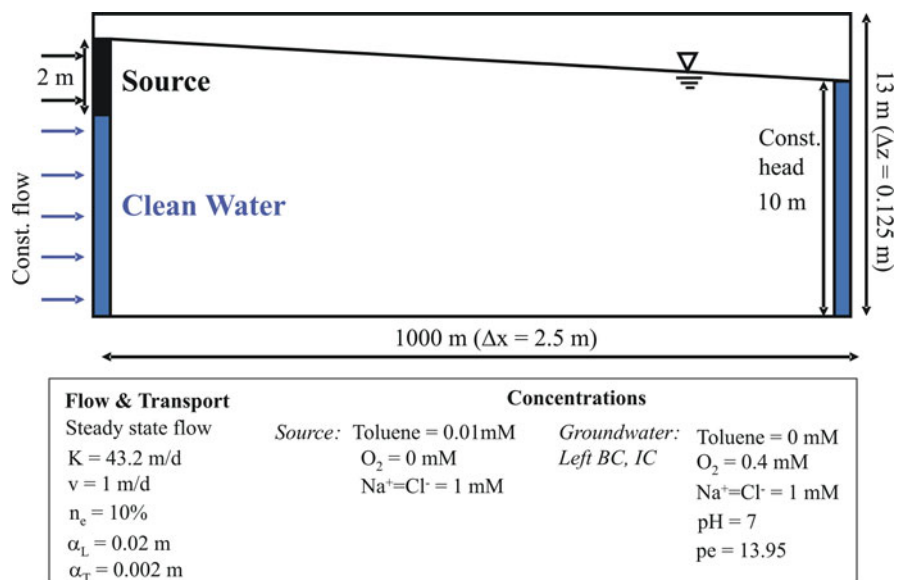 2 m
Source
Const. flow
Clean Water
Const.
head
10 m
13 m (Δz = 0.125 m)
1000 m (Δx = 2.5 m)
Flow & Transport
Steady state flow
K = 43.2 m/d
v = 1 m/d
nₑ = 10%
α_L = 0.02 m
α_T = 0.002 m
Concentrations
Source: Toluene = 0.01mM
O₂ = 0 mM
Na⁺=Cl⁻ = 1 mM
Groundwater:
Left BC, IC
Toluene = 0 mM
O₂ = 0.4 mM
Na⁺=Cl⁻ = 1 mM
pH = 7
pe = 13.95